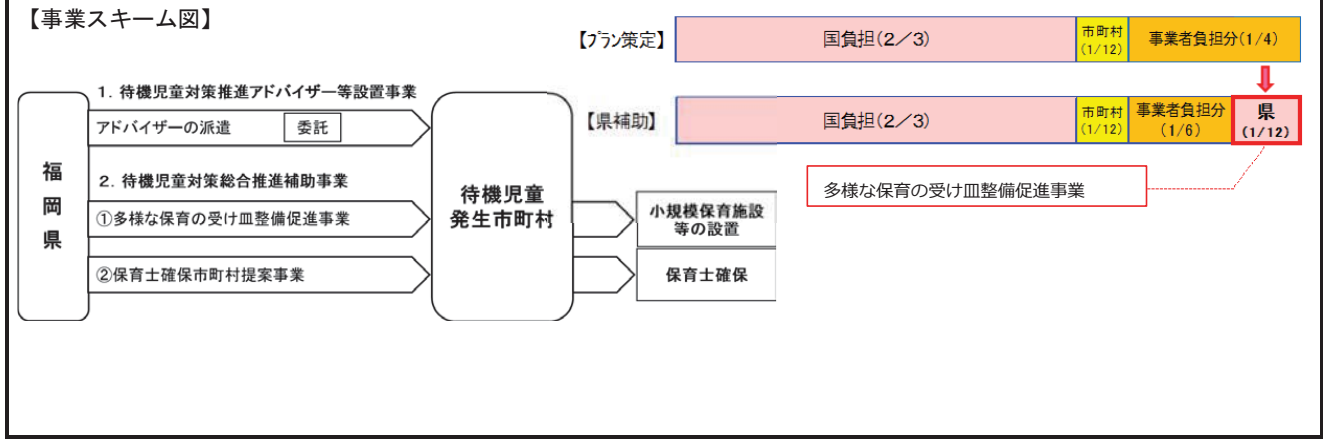 【事業スキーム図】
【プラン策定】
国負担(2/3)
市町村
(1/12)
事業者負担分(1/4)
【県補助】
国負担(2/3)
市町村
(1/12)
事業者負担分
(1/6)
県
(1/12)
多様な保育の受け皿整備促進事業
福岡県
1. 待機児童対策推進アドバイザー等設置事業
アドバイザーの派遣
委託
2. 待機児童対策総合推進補助事業
①多様な保育の受け皿整備促進事業
②保育士確保市町村提案事業
待機児童
発生市町村
小規模保育施設
等の設置
保育士確保